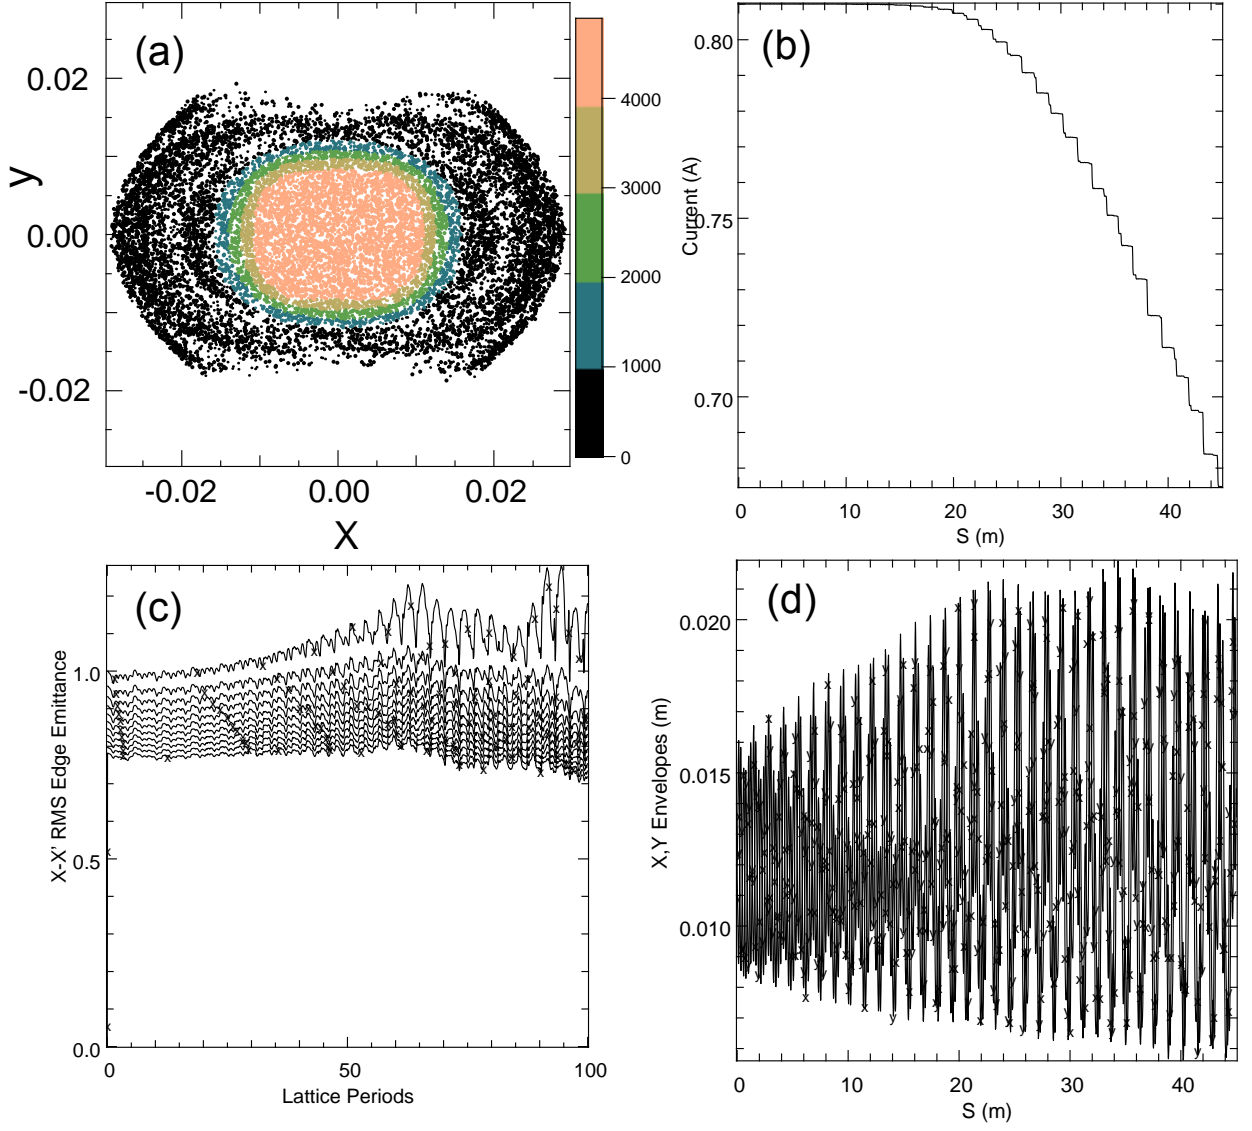 (a)
0.02
0.00
-0.02
y
-0.02 0.00 0.02
X
4000
3000
2000
1000
0
(b)
0.80
0.75
0.70
Current (A)
0 10 20 30 40
S (m)
(c)
1.0
0.5
0.0
X-X' RMS Edge Emittance
0 50 100
Lattice Periods
(d)
0.020
0.015
0.010
X,Y Envelopes (m)
0 10 20 30 40
S (m)